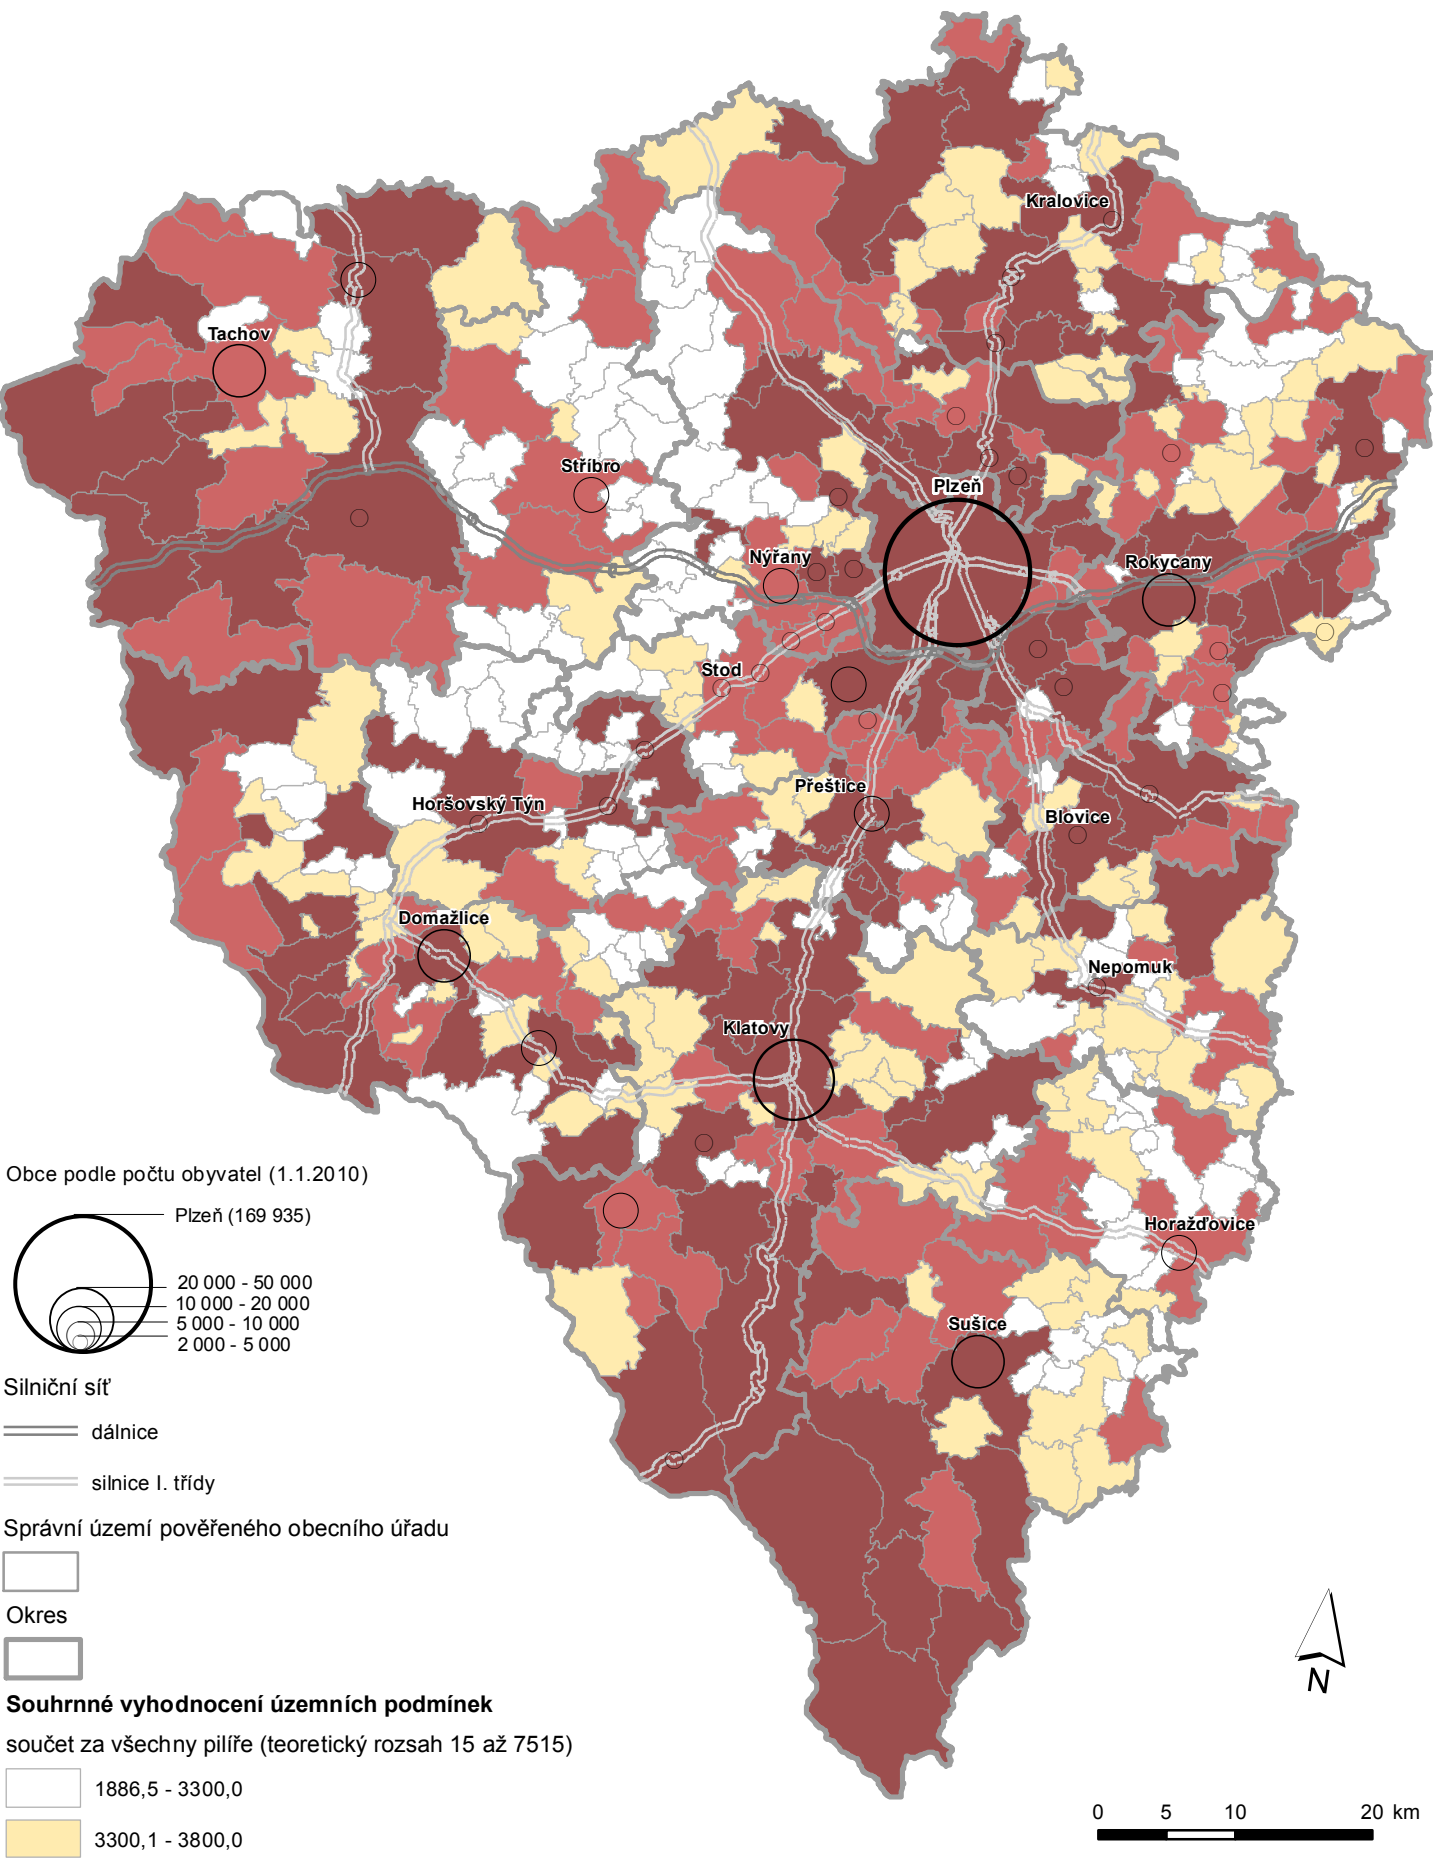 Kralovice
Tachov
Stříbro
Plzeň
Nýřany
Rokycany
Stod
Přeštice
Horšovský Týn
Blovice
Domažlice
Nepomuk
Klatovy
Obce podle počtu obyvatel (1.1.2010)
Plzeň (169 935)
Horažďovice
20 000 - 50 000
10 000 - 20 000
5 000 - 10 000
2 000 - 5 000
Sušice
Silniční síť
dálnice
silnice I. třídy
Správní území pověřeného obecního úřadu
Okres
N
Souhrnné vyhodnocení územních podmínek
součet za všechny pilíře (teoretický rozsah 15 až 7515)
1886,5 - 3300,0
0 5 10 20 km
3300,1 - 3800,0